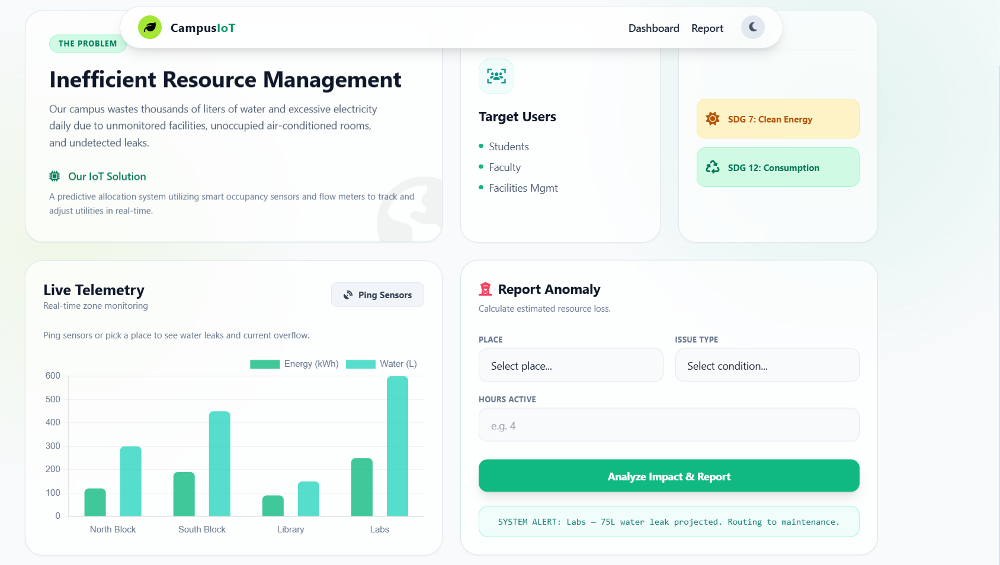 CampusIoT
Dashboard
Report
THE PROBLEM
Inefficient Resource Management
Our campus wastes thousands of liters of water and excessive electricity
daily due to unmonitored facilities, unoccupied air-conditioned rooms,
and undetected leaks.
Our IoT Solution
A predictive allocation system utilizing smart occupancy sensors and flow meters to track and
adjust utilities in real-time.
Target Users
Students
Faculty
Facilities Mgmt
SDG 7: Clean Energy
SDG 12: Consumption
Live Telemetry
Real-time zone monitoring
Ping Sensors
Ping sensors or pick a place to see water leaks and current overflow.
Energy (kWh)
Water (L)
600
500
400
300
200
100
0
North Block
South Block
Library
Labs
Report Anomaly
Calculate estimated resource loss.
PLACE
ISSUE TYPE
Select place...
Select condition...
HOURS ACTIVE
e.g. 4
Analyze Impact & Report
SYSTEM ALERT: Labs — 75L water leak projected. Routing to maintenance.